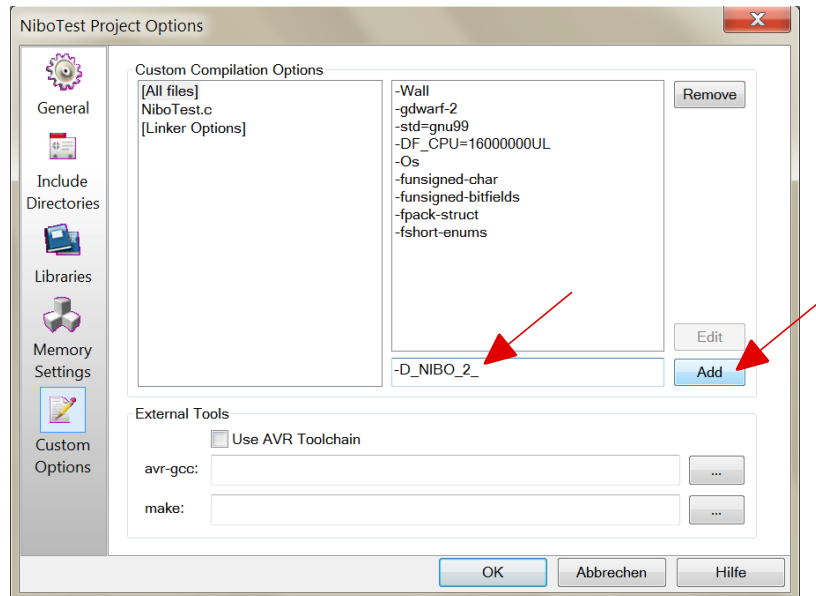 NiboTest Project Options
General
Include
Directories
Libraries
Memory
Settings
Custom
Options
Custom Compilation Options
[All files]
NiboTest.c
[Linker Options]
-Wall
-gdwarf-2
-std=gnu99
-DF_CPU=16000000UL
-Os
-funsigned-char
-funsigned-bitfields
-fpack-struct
-fshort-enums
Remove
Edit
-D_NIBO_2_
Add
External Tools
Use AVR Toolchain
avr-gcc:
...
make:
...
OK
Abbrechen
Hilfe